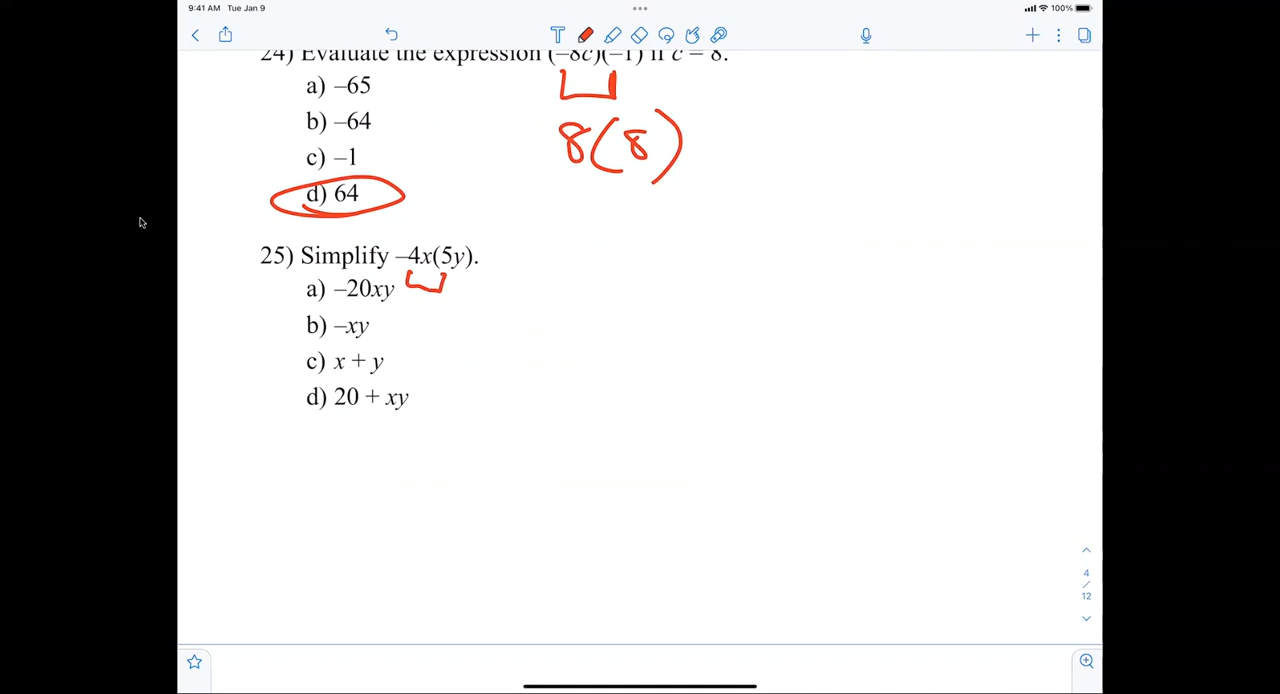 9:41 AM Tue Jan 9
100%
24) Evaluate the expression (–8c)(–1) if c = 8.
a) –65
b) –64
8(8)
c) –1
d) 64
25) Simplify –4x(5y).
a) –20xy
b) –xy
c) x + y
d) 20 + xy
4
12